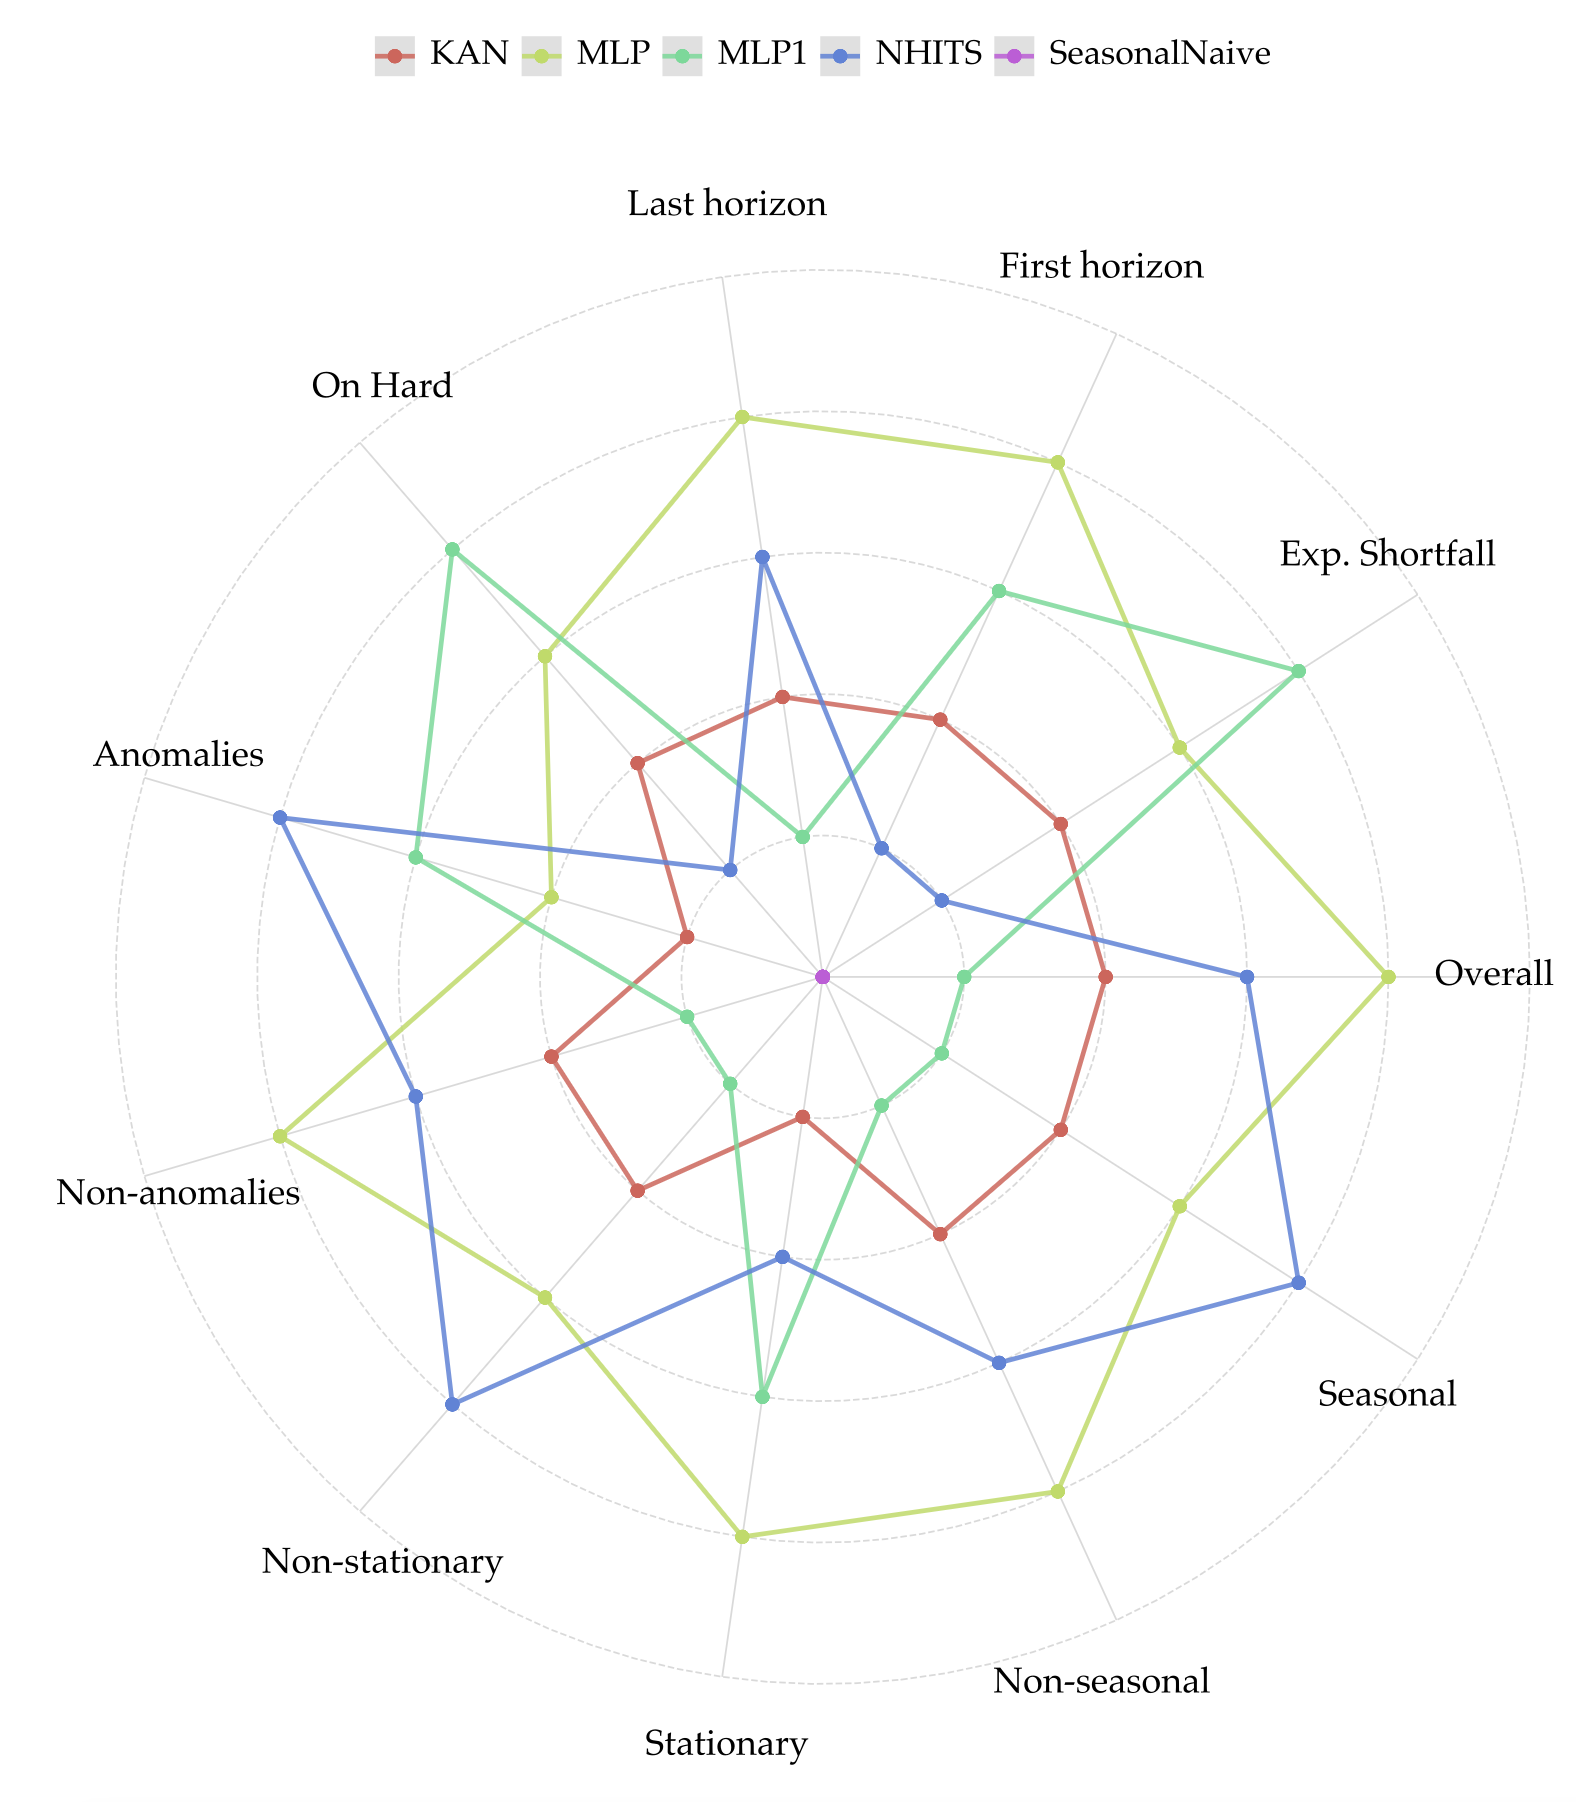 KAN MLP MLP1 NHITS SeasonalNaive
Last horizon
First horizon
On Hard
Exp. Shortfall
Anomalies
Overall
Non-anomalies
Seasonal
Non-stationary
Non-seasonal
Stationary